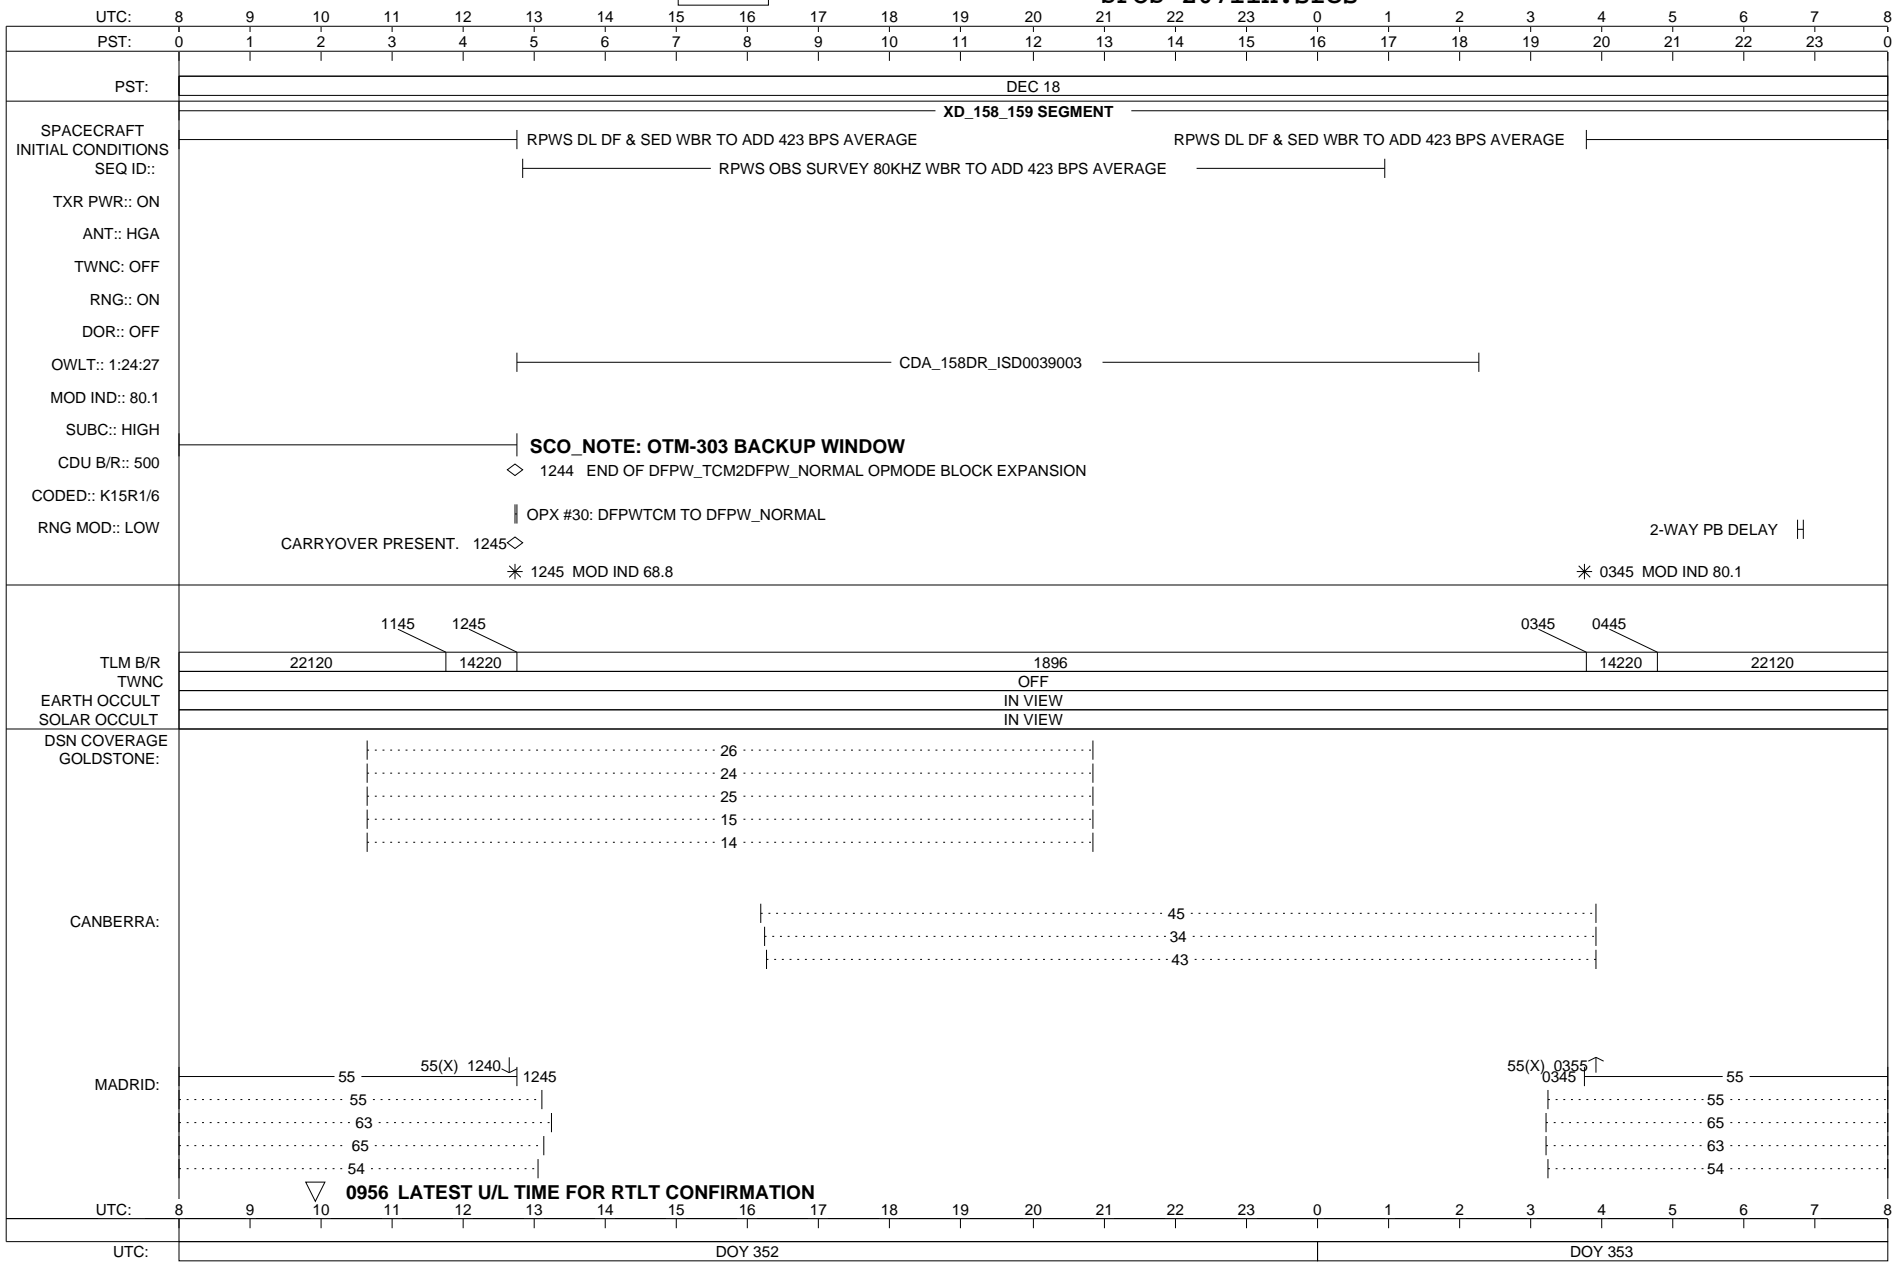 UTC: 8 9 10 11 12 13 14 15 16 17 18 19 20 21 22 23 0 1 2 3 4 5 6 7 8
PST: 0 1 2 3 4 5 6 7 8 9 10 11 12 13 14 15 16 17 18 19 20 21 22 23 0
PST: DEC 18
XD_158_159 SEGMENT
SPACECRAFT
INITIAL CONDITIONS
RPWS DL DF & SED WBR TO ADD 423 BPS AVERAGE
RPWS DL DF & SED WBR TO ADD 423 BPS AVERAGE
SEQ ID::
RPWS OBS SURVEY 80KHZ WBR TO ADD 423 BPS AVERAGE
TXR PWR:: ON
ANT:: HGA
TWNC: OFF
RNG:: ON
DOR:: OFF
OWLT:: 1:24:27
CDA_158DR_ISD0039003
MOD IND:: 80.1
SUBC:: HIGH
SCO_NOTE: OTM-303 BACKUP WINDOW
CDU B/R:: 500
1244 END OF DFPW_TCM2DFPW_NORMAL OPMODE BLOCK EXPANSION
CODED:: K15R1/6
OPX #30: DFPWTCM TO DFPW_NORMAL
RNG MOD:: LOW
2-WAY PB DELAY
CARRYOVER PRESENT. 1245
1245 MOD IND 68.8
0345 MOD IND 80.1
1145 1245 0345 0445
TLM B/R 22120 14220 1896 14220 22120
TWNC OFF
EARTH OCCULT IN VIEW
SOLAR OCCULT IN VIEW
DSN COVERAGE
GOLDSTONE:
26
24
25
15
14
CANBERRA:
45
34
43
MADRID:
55(X) 1240
55 1245
55
63
65
54
55(X) 0355
0345 55
55
65
63
54
0956 LATEST U/L TIME FOR RTLT CONFIRMATION
UTC: 8 9 10 11 12 13 14 15 16 17 18 19 20 21 22 23 0 1 2 3 4 5 6 7 8
UTC: DOY 352 DOY 353